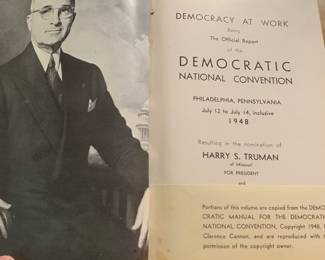 DEMOCRACY AT WORK
Being
The Official Report
of the
DEMOCRATIC
NATIONAL CONVENTION
PHILADELPHIA, PENNSYLVANIA
July 12 to July 14, inclusive
1948
Resulting in the nomination of
HARRY S. TRUMAN
of Missouri
FOR PRESIDENT
and
Portions of this volume are copied from the DEMO-
CRATIC MANUAL FOR THE DEMOCRATIC
NATIONAL CONVENTION, Copyright 1948,
Clarence Cannon, and are reproduced with
permission of the copyright owner.